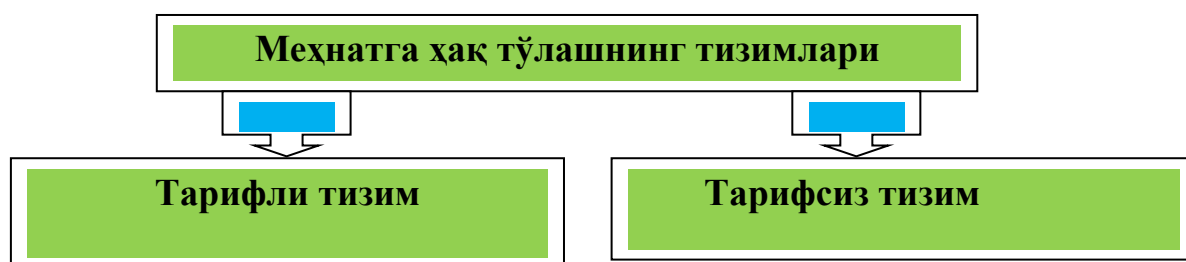 Меҳнатга ҳақ тўлашнинг тизимлари
Тарифли тизим
Тарифсиз тизим